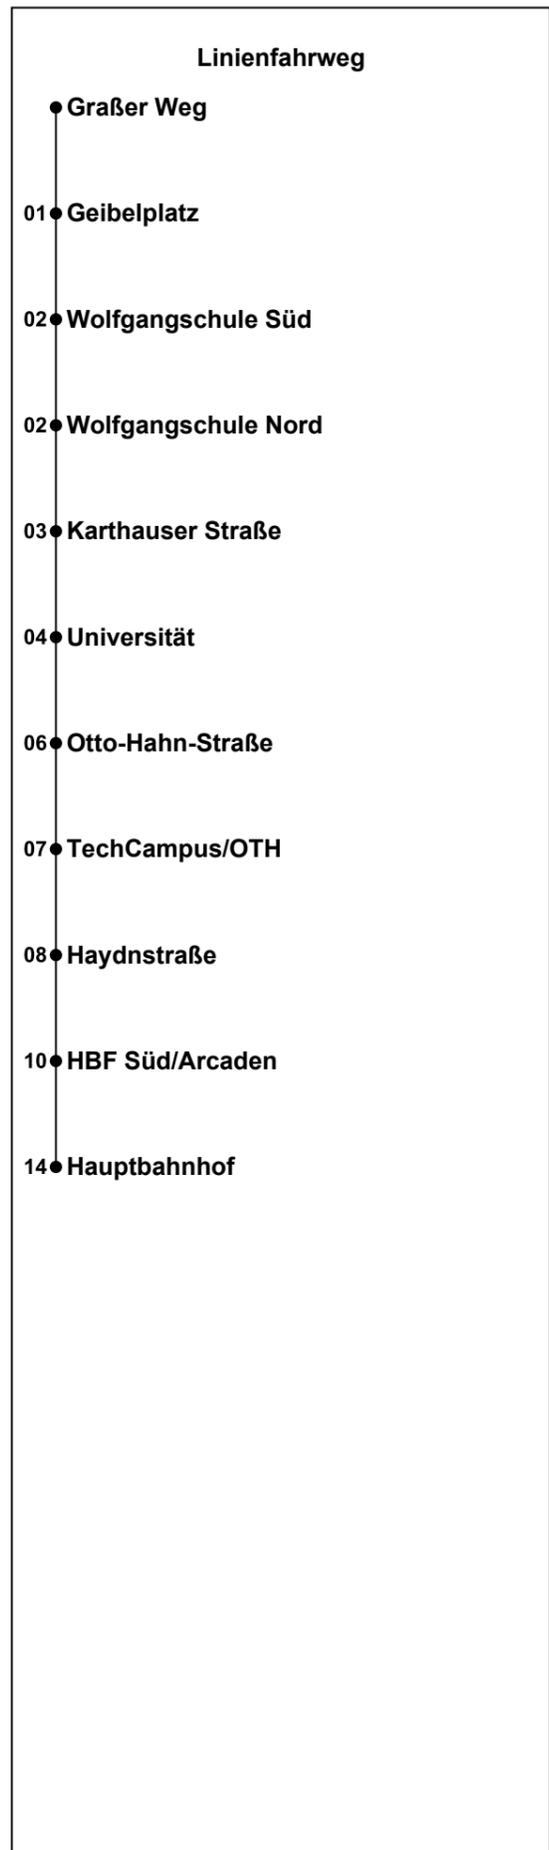 Linienfahrweg
Graßer Weg
01 Geibelplatz
02 Wolfgangschule Süd
02 Wolfgangschule Nord
03 Karthauser Straße
04 Universität
06 Otto-Hahn-Straße
07 TechCampus/OTH
08 Haydnstraße
10 HBF Süd/Arcaden
14 Hauptbahnhof